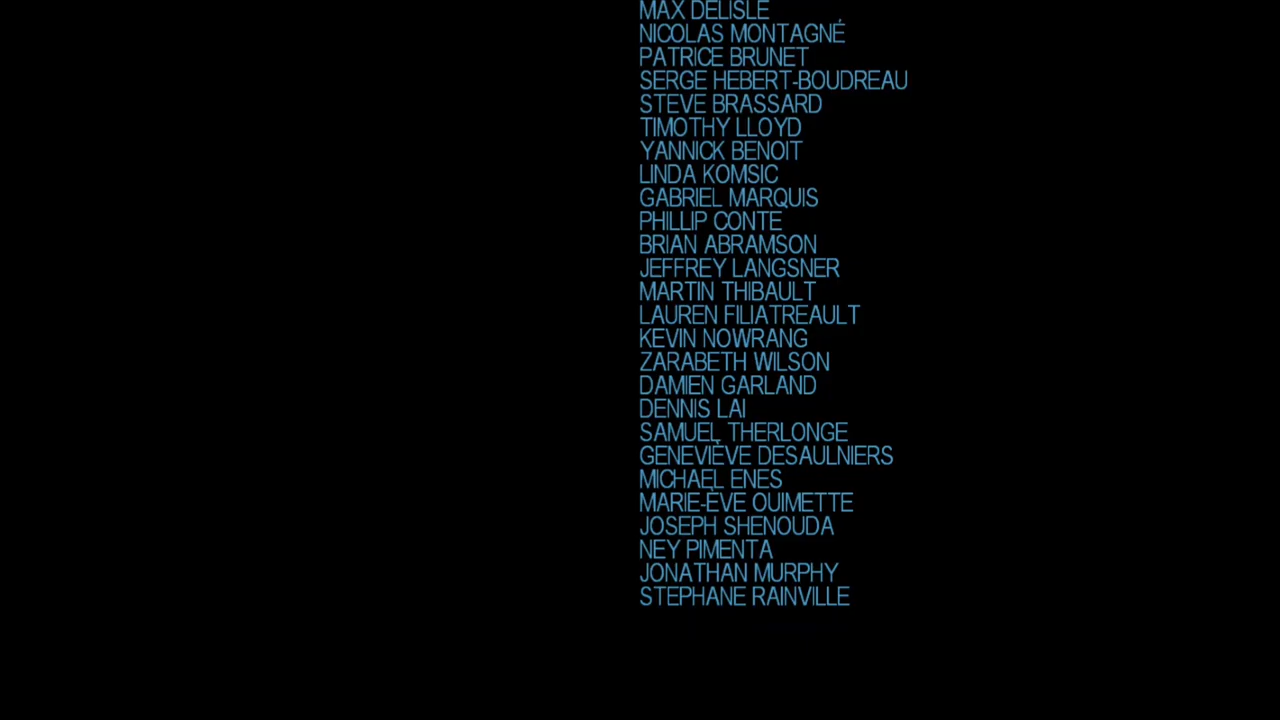 MAX DELISLE
NICOLAS MONTAGNÉ
PATRICE BRUNET
SERGE HEBERT-BOUDREAU
STEVE BRASSARD
TIMOTHY LLOYD
YANNICK BENOIT
LINDA KOMSIC
GABRIEL MARQUIS
PHILLIP CONTE
BRIAN ABRAMSON
JEFFREY LANGSNER
MARTIN THIBAULT
LAUREN FILIATREAULT
KEVIN NOWRANG
ZARABETH WILSON
DAMIEN GARLAND
DENNIS LAI
SAMUEL THERLONGE
GENEVIÈVE DESAULNIERS
MICHAEL ENES
MARIE-ÈVE OUIMETTE
JOSEPH SHENOUDA
NEY PIMENTA
JONATHAN MURPHY
STEPHANE RAINVILLE